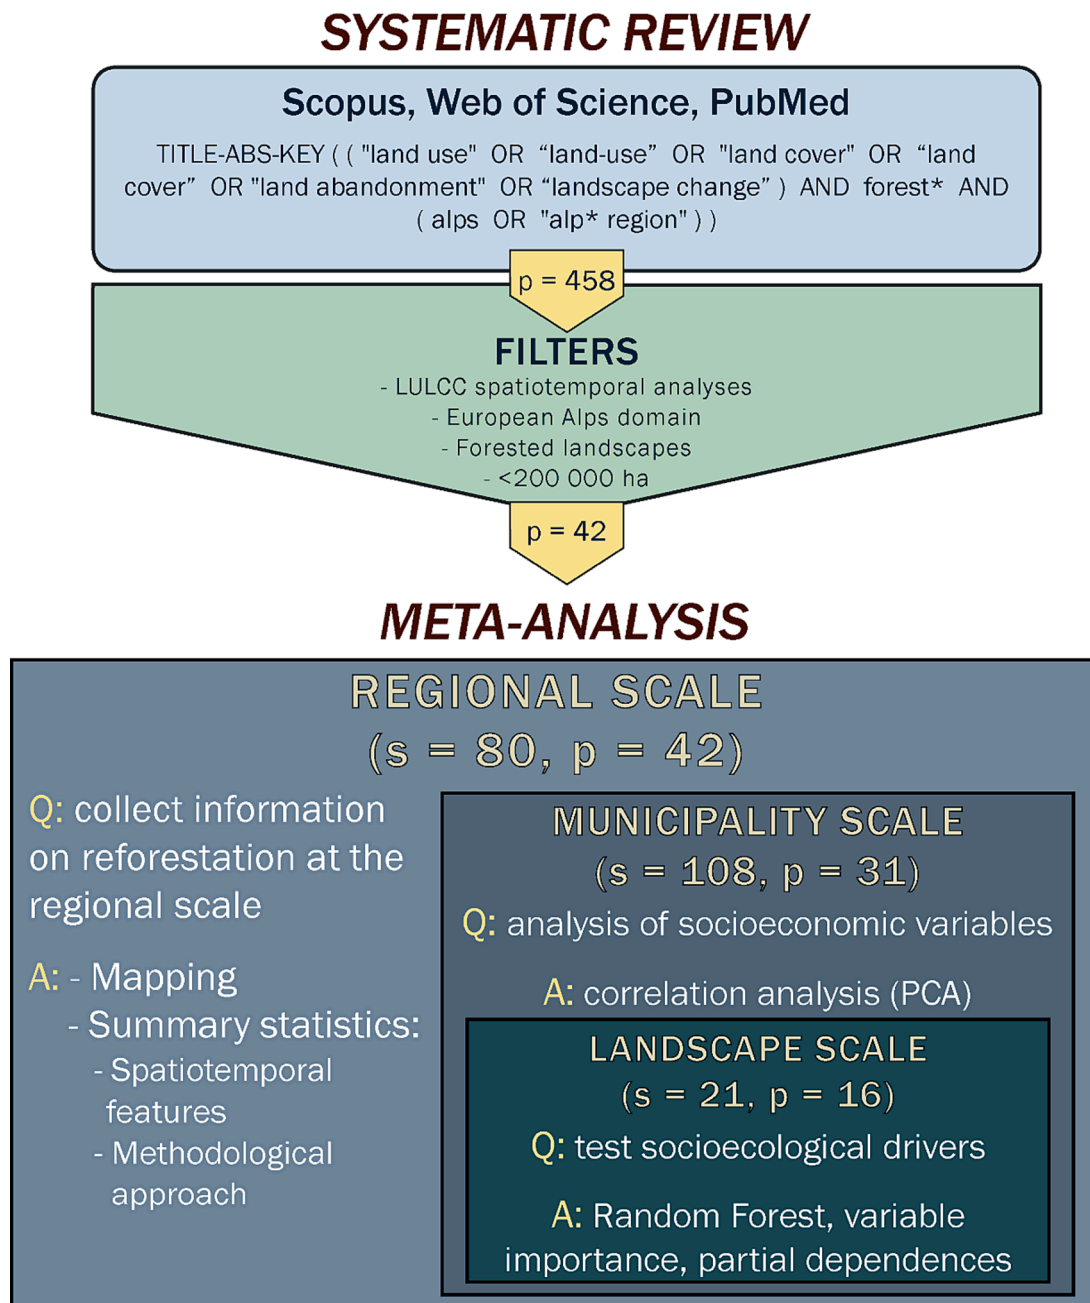 SYSTEMATIC REVIEW
Scopus, Web of Science, PubMed
TITLE-ABS-KEY ( ( "land use" OR “land-use” OR "land cover" OR “land
cover” OR "land abandonment" OR “landscape change” ) AND forest* AND
( alps OR "alp* region" ) )
p = 458
FILTERS
- LULCC spatiotemporal analyses
- European Alps domain
- Forested landscapes
- <200 000 ha
p = 42
META-ANALYSIS
REGIONAL SCALE
(s = 80, p = 42)
Q: collect information
on reforestation at the
regional scale
A: - Mapping
- Summary statistics:
- Spatiotemporal
features
- Methodological
approach
MUNICIPALITY SCALE
(s = 108, p = 31)
Q: analysis of socioeconomic variables
A: correlation analysis (PCA)
LANDSCAPE SCALE
(s = 21, p = 16)
Q: test socioecological drivers
A: Random Forest, variable
importance, partial dependences